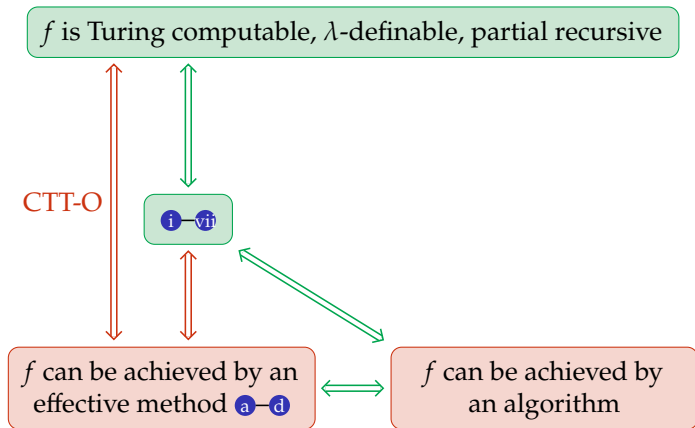 f is Turing computable, λ-definable, partial recursive
CTT-O
i vii
f can be achieved by an
effective method a d
f can be achieved by
an algorithm